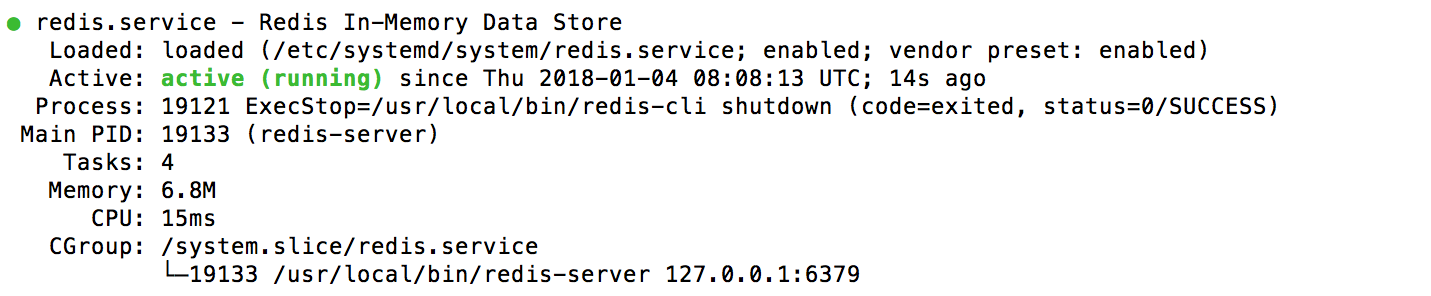 ● redis.service - Redis In-Memory Data Store
   Loaded: loaded (/etc/systemd/system/redis.service; enabled; vendor preset: enabled)
   Active: active (running) since Thu 2018-01-04 08:08:13 UTC; 14s ago
  Process: 19121 ExecStop=/usr/local/bin/redis-cli shutdown (code=exited, status=0/SUCCESS)
 Main PID: 19133 (redis-server)
    Tasks: 4
   Memory: 6.8M
      CPU: 15ms
   CGroup: /system.slice/redis.service
           └─19133 /usr/local/bin/redis-server 127.0.0.1:6379